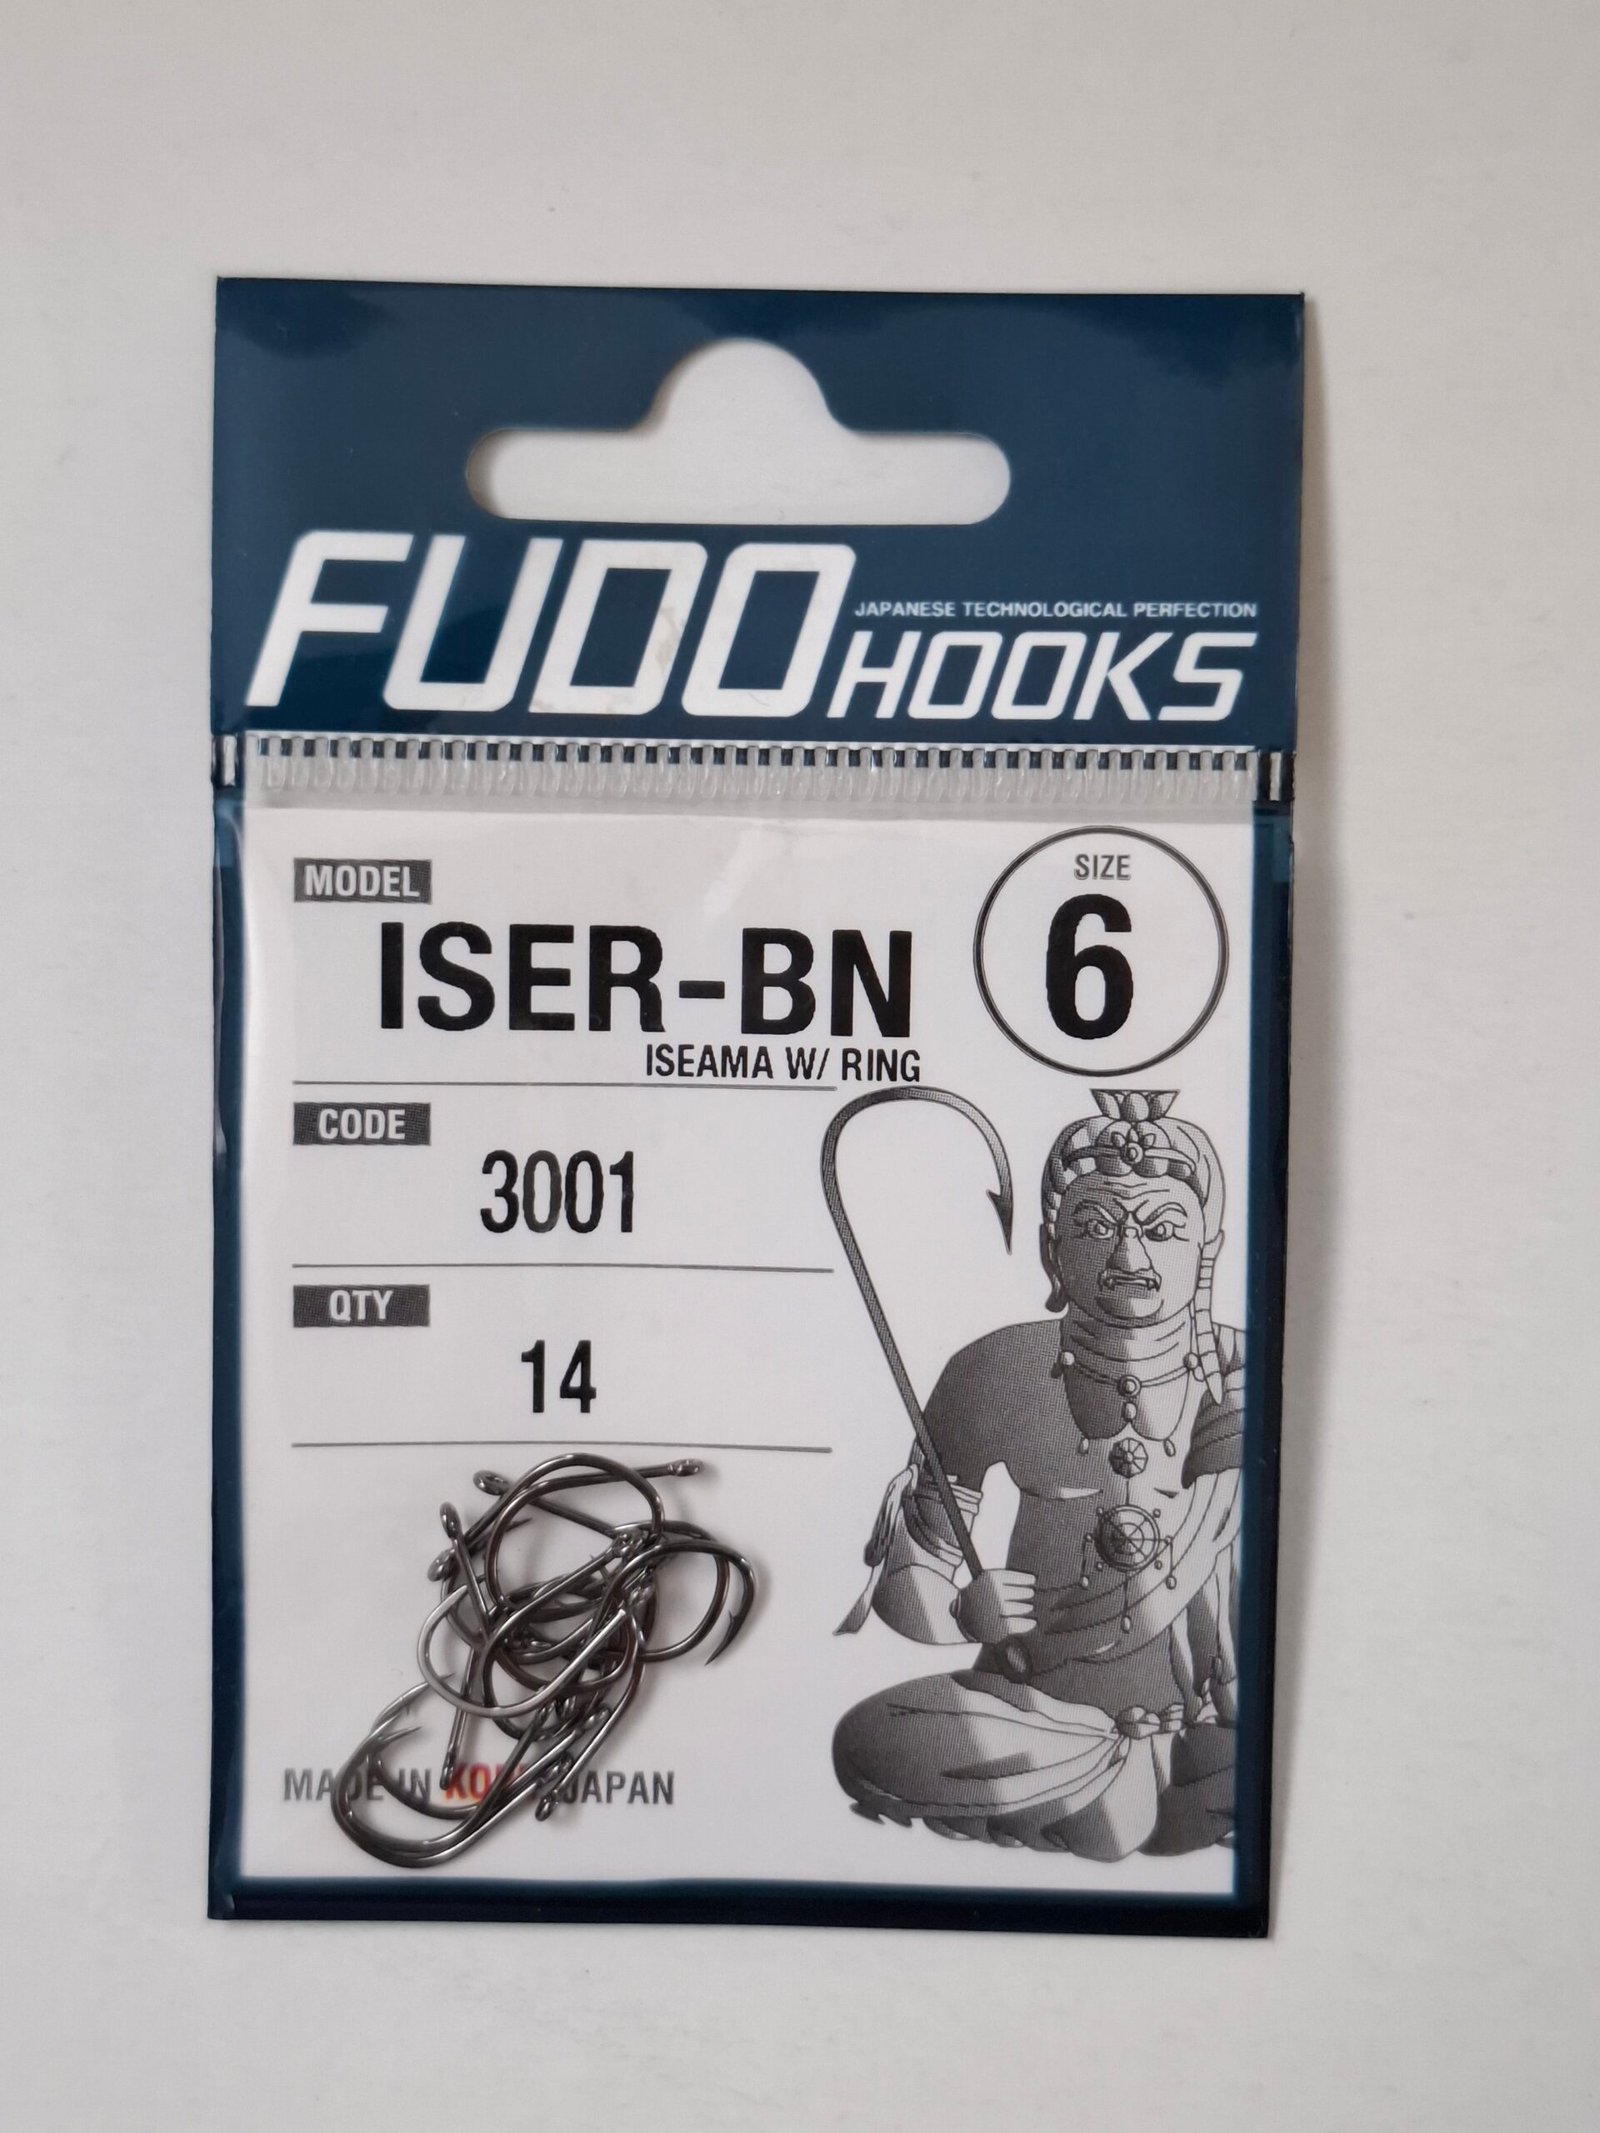 FUDO
JAPANESE TECHNOLOGICAL PERFECTION
HOOKS
MODEL
SIZE
6
ISER-BN
ISEAMA W/ RING
CODE
3001
QTY
14
MADE IN JAPAN